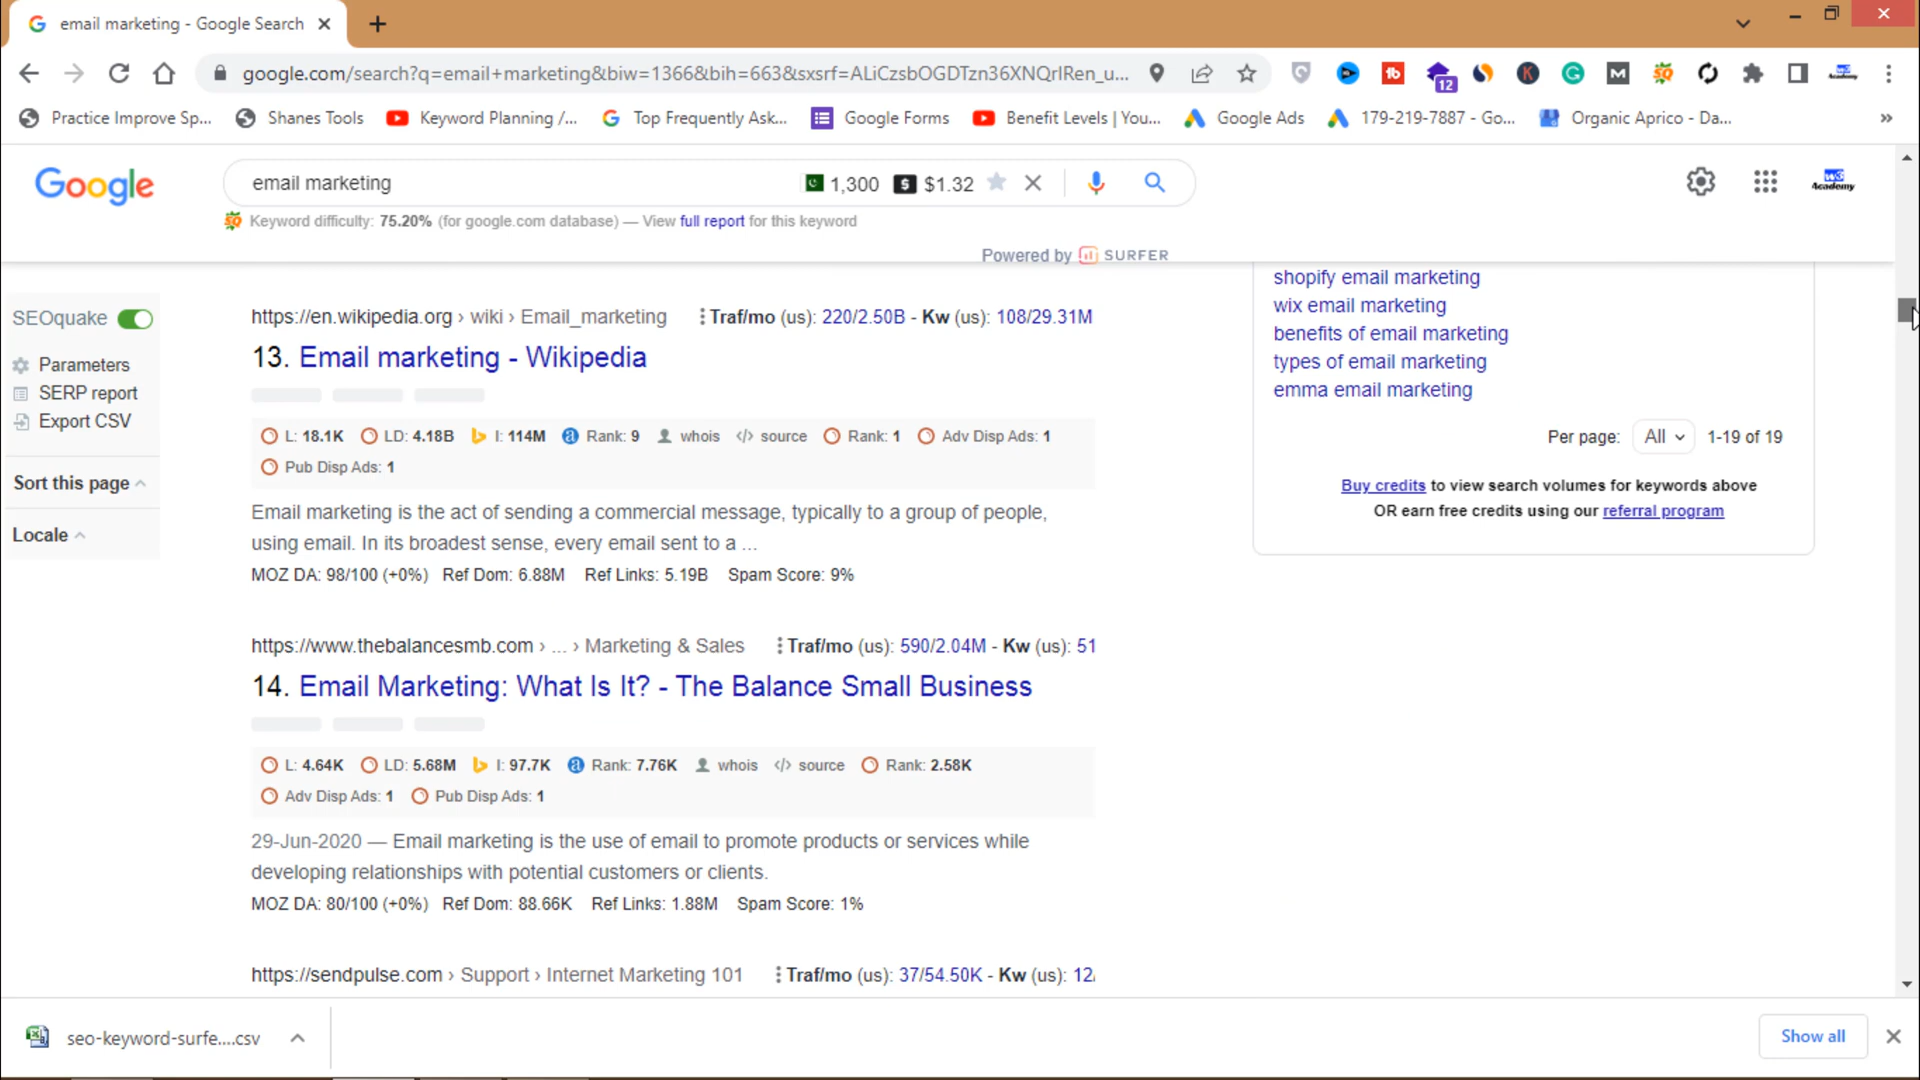 email marketing - Google Search
google.com/search?q=email+marketing&biw=1366&bih=663&sxsrf=ALiCzsbOGDTzn36XNQrIRen_u...
12
Practice Improve Sp...
Shanes Tools
Keyword Planning /...
Top Frequently Ask...
Google Forms
Benefit Levels | You...
Google Ads
179-219-7887 - Go...
Organic Aprico - Da...
Google
email marketing
1,300
$1.32
W3 Academy
Keyword difficulty: 75.20% (for google.com database) — View full report for this keyword
Powered by SURFER
SEOquake
Parameters
SERP report
Export CSV
Sort this page
Locale
https://en.wikipedia.org › wiki › Email_marketing
Traf/mo (us): 220/2.50B - Kw (us): 108/29.31M
13. Email marketing - Wikipedia
L: 18.1K LD: 4.18B I: 114M Rank: 9 whois </> source Rank: 1 Adv Disp Ads: 1
Pub Disp Ads: 1
Email marketing is the act of sending a commercial message, typically to a group of people,
using email. In its broadest sense, every email sent to a ...
MOZ DA: 98/100 (+0%) Ref Dom: 6.88M Ref Links: 5.19B Spam Score: 9%
https://www.thebalancesmb.com › ... › Marketing & Sales
Traf/mo (us): 590/2.04M - Kw (us): 51
14. Email Marketing: What Is It? - The Balance Small Business
L: 4.64K LD: 5.68M I: 97.7K Rank: 7.76K whois </> source Rank: 2.58K
Adv Disp Ads: 1 Pub Disp Ads: 1
29-Jun-2020 — Email marketing is the use of email to promote products or services while
developing relationships with potential customers or clients.
MOZ DA: 80/100 (+0%) Ref Dom: 88.66K Ref Links: 1.88M Spam Score: 1%
https://sendpulse.com › Support › Internet Marketing 101
Traf/mo (us): 37/54.50K - Kw (us): 12/
shopify email marketing
wix email marketing
benefits of email marketing
types of email marketing
emma email marketing
Per page: All 1-19 of 19
Buy credits to view search volumes for keywords above
OR earn free credits using our referral program
seo-keyword-surfe....csv
Show all